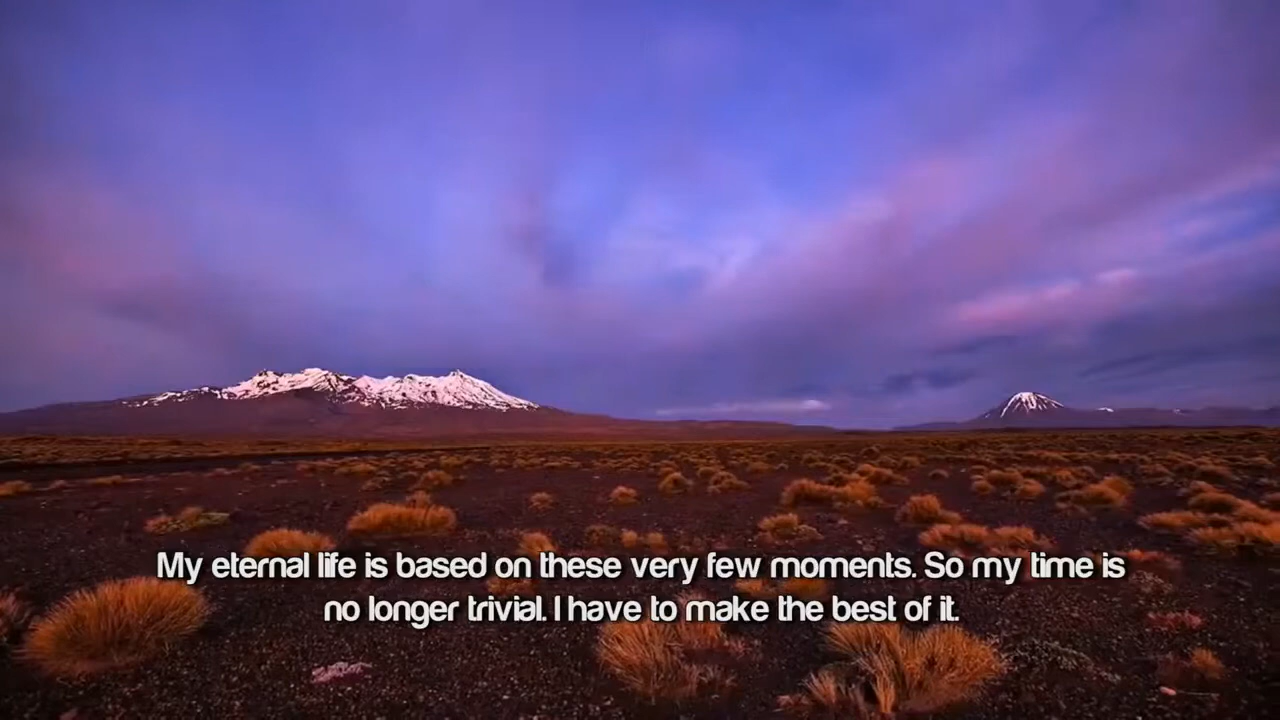 My eternal life is based on these very few moments. So my time is
no longer trivial. I have to make the best of it.